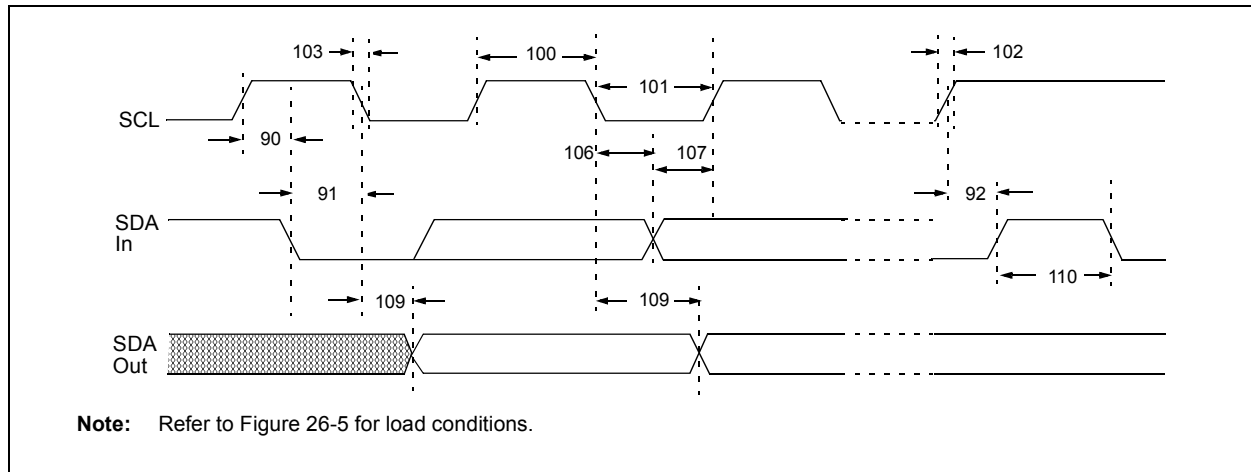 103
100
101
102
SCL
90
106
107
91
92
SDA
In
109
109
110
SDA
Out
Note: Refer to Figure 26-5 for load conditions.